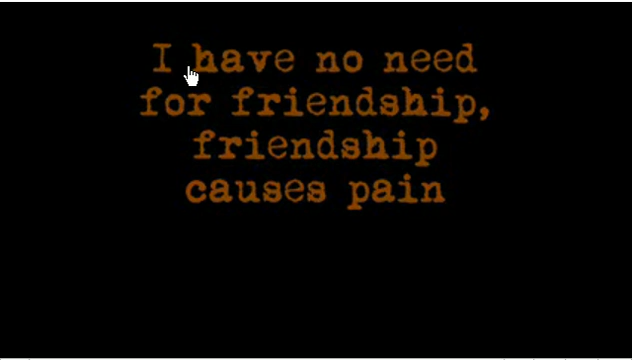 I have no need
for friendship,
friendship
causes pain